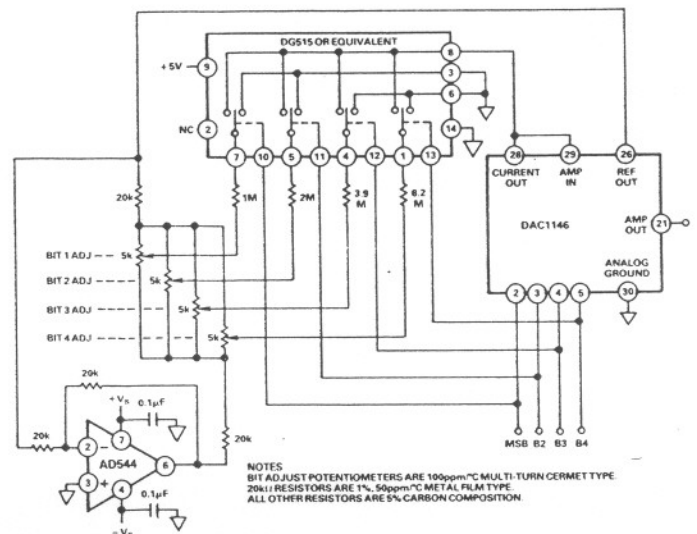 DG515 OR EQUIVALENT
+5V
9
8
3
6
NC
2
14
7
10
5
11
4
12
1
13
28
29
26
CURRENT OUT
AMP IN
REF OUT
20k
1M
2M
3.9 M
6.2 M
DAC1146
AMP OUT
21
ANALOG GROUND
30
BIT 1 ADJ
5k
BIT 2 ADJ
5k
BIT 3 ADJ
5k
BIT 4 ADJ
5k
2
3
4
5
20k
+Vs
0.1µF
20k
20k
2
7
AD544
6
3
4
0.1µF
-Vs
MSB
B2
B3
B4
NOTES
BIT ADJUST POTENTIOMETERS ARE 100ppm/°C MULTI-TURN CERMET TYPE.
20kΩ RESISTORS ARE 1%, 50ppm/°C METAL FILM TYPE.
ALL OTHER RESISTORS ARE 5% CARBON COMPOSITION.